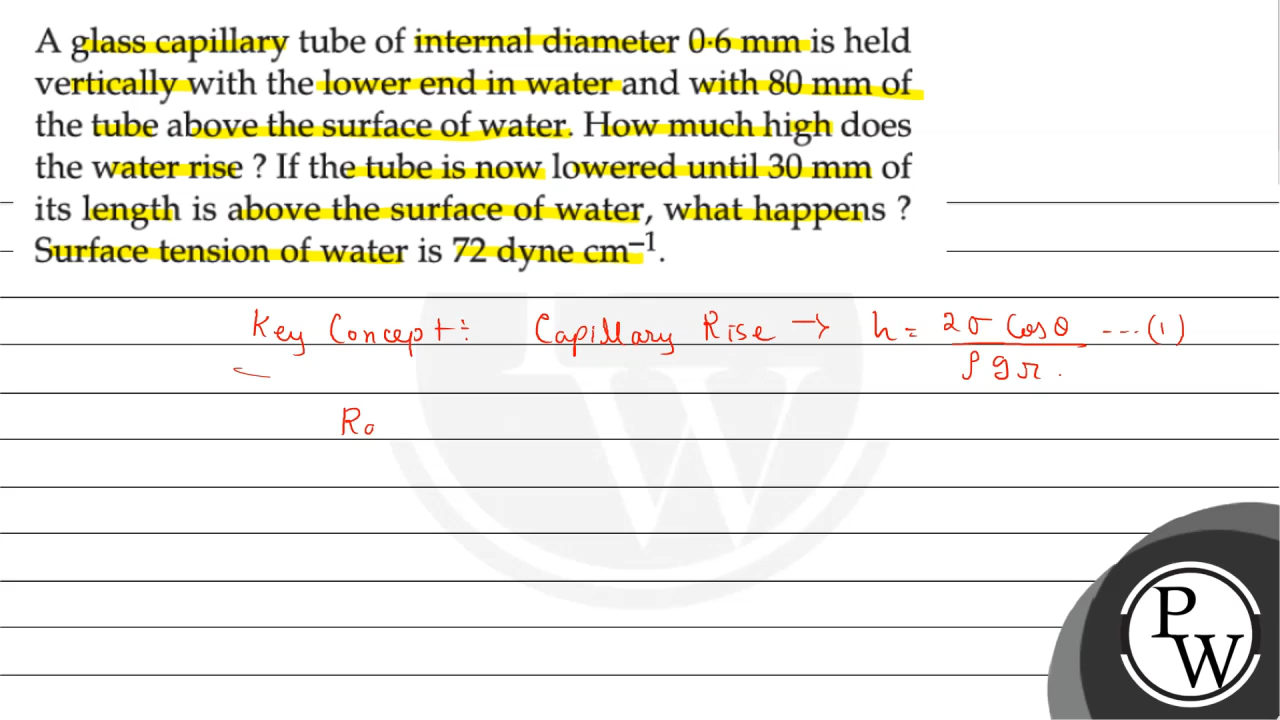 A glass capillary tube of internal diameter 0·6 mm is held
vertically with the lower end in water and with 80 mm of
the tube above the surface of water. How much high does
the water rise ? If the tube is now lowered until 30 mm of
its length is above the surface of water, what happens ?
Surface tension of water is 72 dyne cm⁻¹.
Key Concept :- Capillary Rise → h = 2σ Cosθ / ρgr. ---(1)
Ro
PW